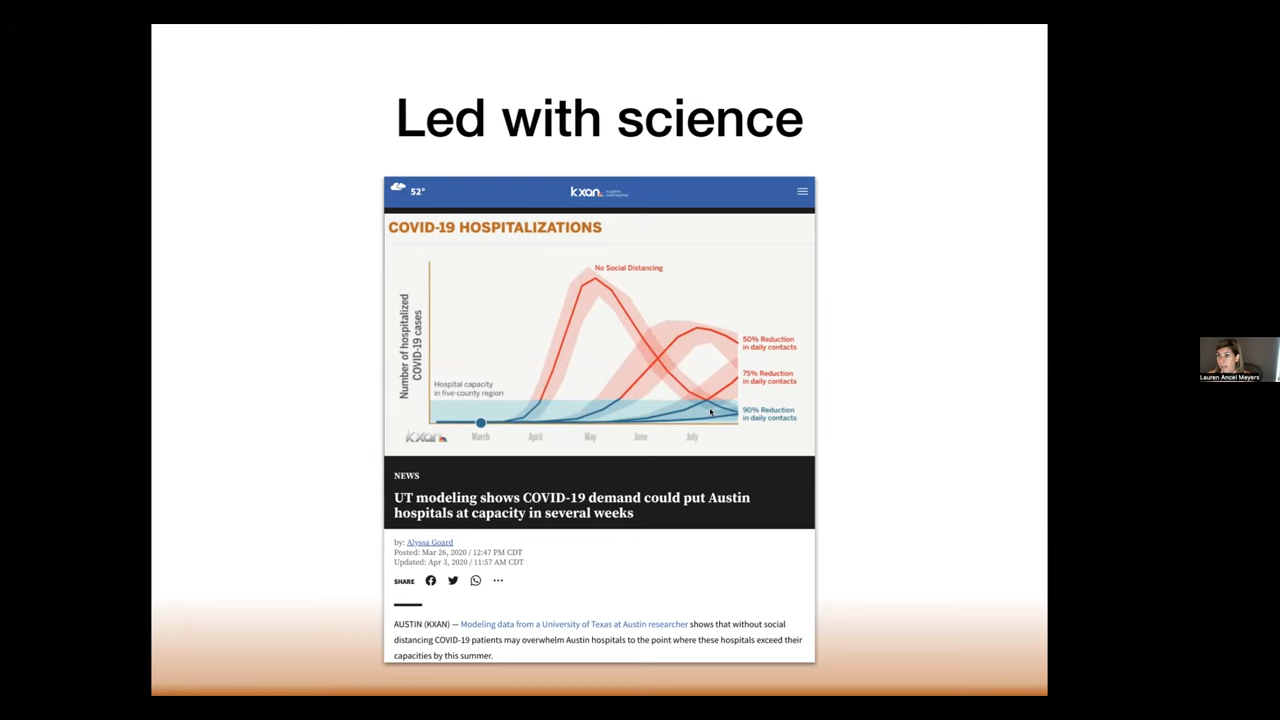 Led with science
52°
kxan
COVID-19 HOSPITALIZATIONS
Number of hospitalized
COVID-19 cases
No Social Distancing
50% Reduction
in daily contacts
75% Reduction
in daily contacts
90% Reduction
in daily contacts
Hospital capacity
in five-county region
kxan
March
April
May
June
July
NEWS
UT modeling shows COVID-19 demand could put Austin
hospitals at capacity in several weeks
by: Alyssa Goard
Posted: Mar 26, 2020 / 12:47 PM CDT
Updated: Apr 3, 2020 / 11:57 AM CDT
SHARE
AUSTIN (KXAN) — Modeling data from a University of Texas at Austin researcher shows that without social
distancing COVID-19 patients may overwhelm Austin hospitals to the point where these hospitals exceed their
capacities by this summer.
Lauren Ancel Meyers